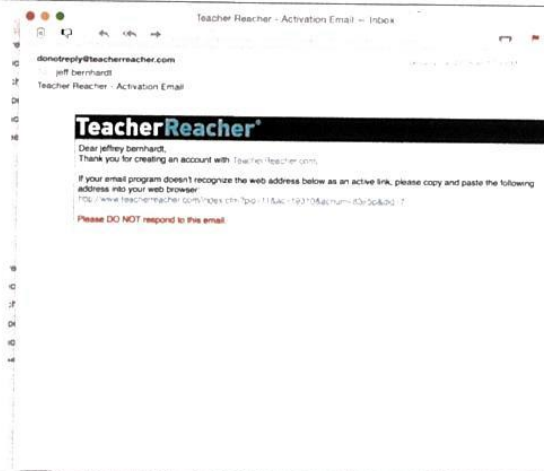 Teacher Reacher - Activation Email — Inbox
donotreply@teacherreacher.com
jeff bernhardt
Teacher Reacher - Activation Email
TeacherReacher
Dear jeffrey bernhardt,
Thank you for creating an account with TeacherReacher.com.
If your email program doesn't recognize the web address below as an active link, please copy and paste the following
address into your web browser:
Please DO NOT respond to this email.